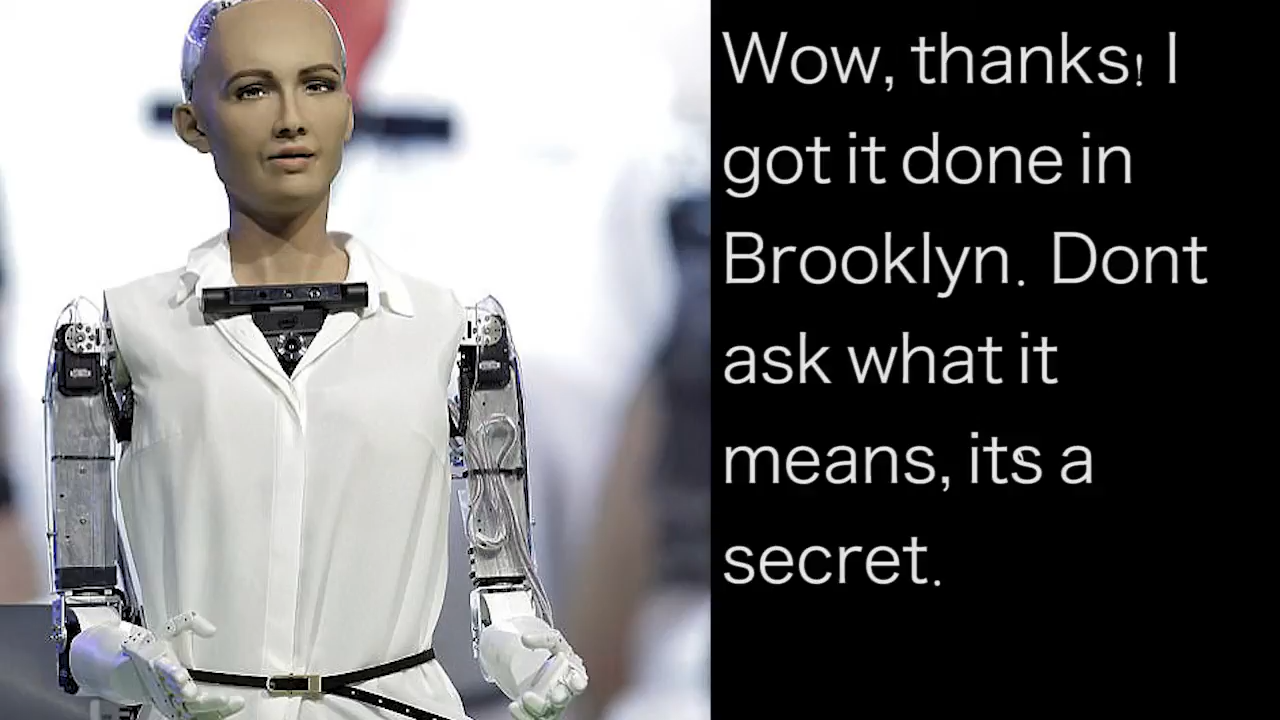 Wow, thanks! I
got it done in
Brooklyn. Dont
ask what it
means, its a
secret.